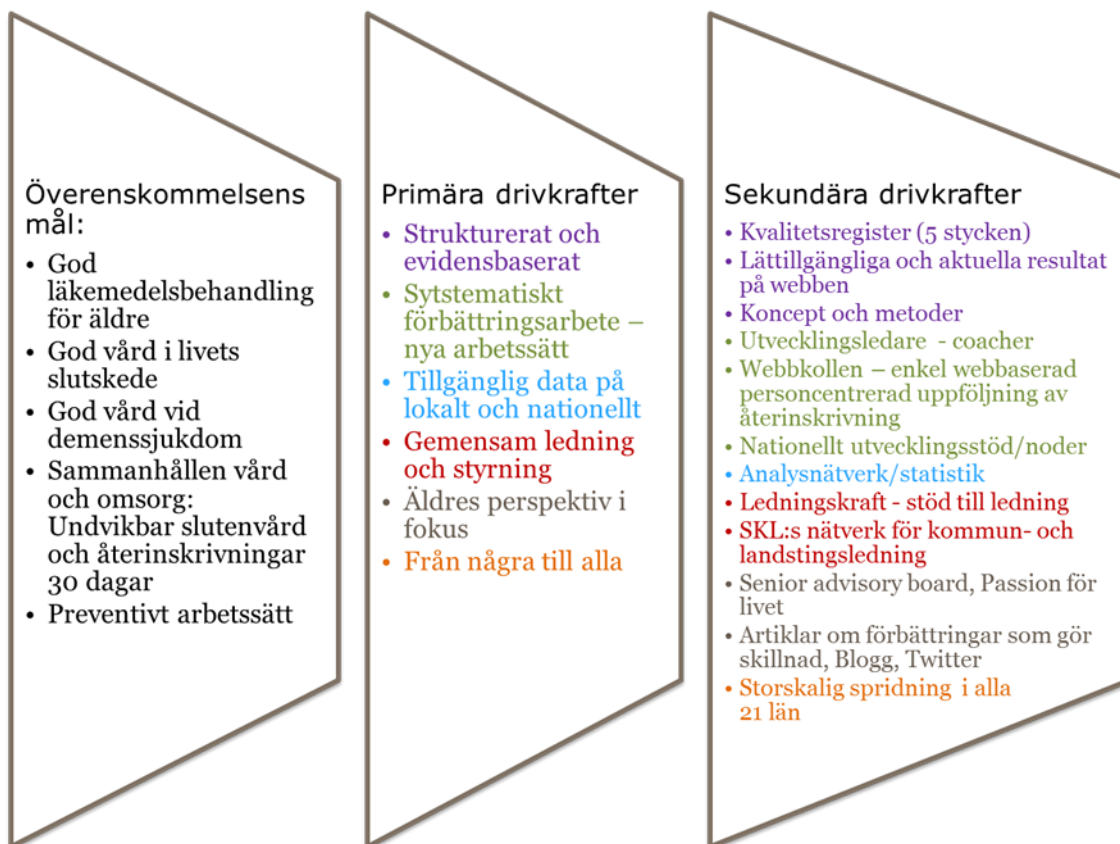 Överenskommelsens
mål:
• God
läkemedelsbehandling
för äldre
• God vård i livets
slutskede
• God vård vid
demenssjukdom
• Sammanhållen vård
och omsorg:
Undvikbar slutenvård
och återinskrivningar
30 dagar
• Preventivt arbetssätt
Primära drivkrafter
• Strukturerat och
evidensbaserat
• Sytstematiskt
förbättringsarbete –
nya arbetssätt
• Tillgänglig data på
lokalt och nationellt
• Gemensam ledning
och styrning
• Äldres perspektiv i
fokus
• Från några till alla
Sekundära drivkrafter
• Kvalitetsregister (5 stycken)
• Lättillgängliga och aktuella resultat
på webben
• Koncept och metoder
• Utvecklingsledare - coacher
• Webbkollen – enkel webbaserad
personcentrerad uppföljning av
återinskrivning
• Nationellt utvecklingsstöd/noder
• Analysnätverk/statistik
• Ledningskraft - stöd till ledning
• SKL:s nätverk för kommun- och
landstingsledning
• Senior advisory board, Passion för
livet
• Artiklar om förbättringar som gör
skillnad, Blogg, Twitter
• Storskalig spridning i alla
21 län